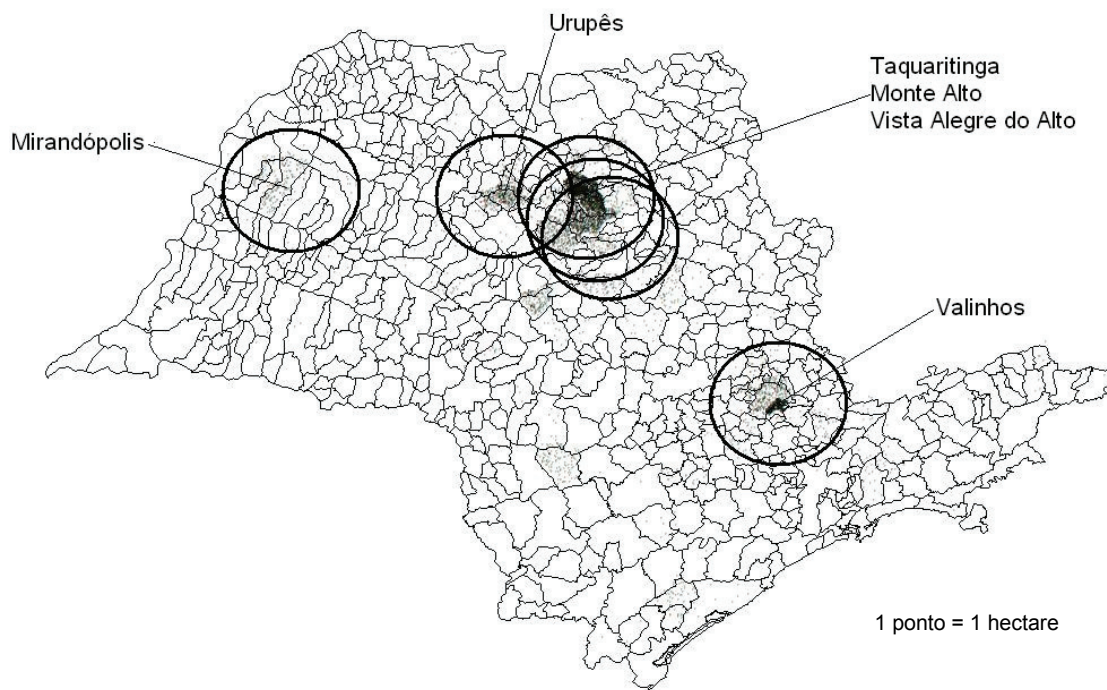 Urupês
Taquaritinga
Monte Alto
Vista Alegre do Alto
Mirandópolis
Valinhos
1 ponto = 1 hectare